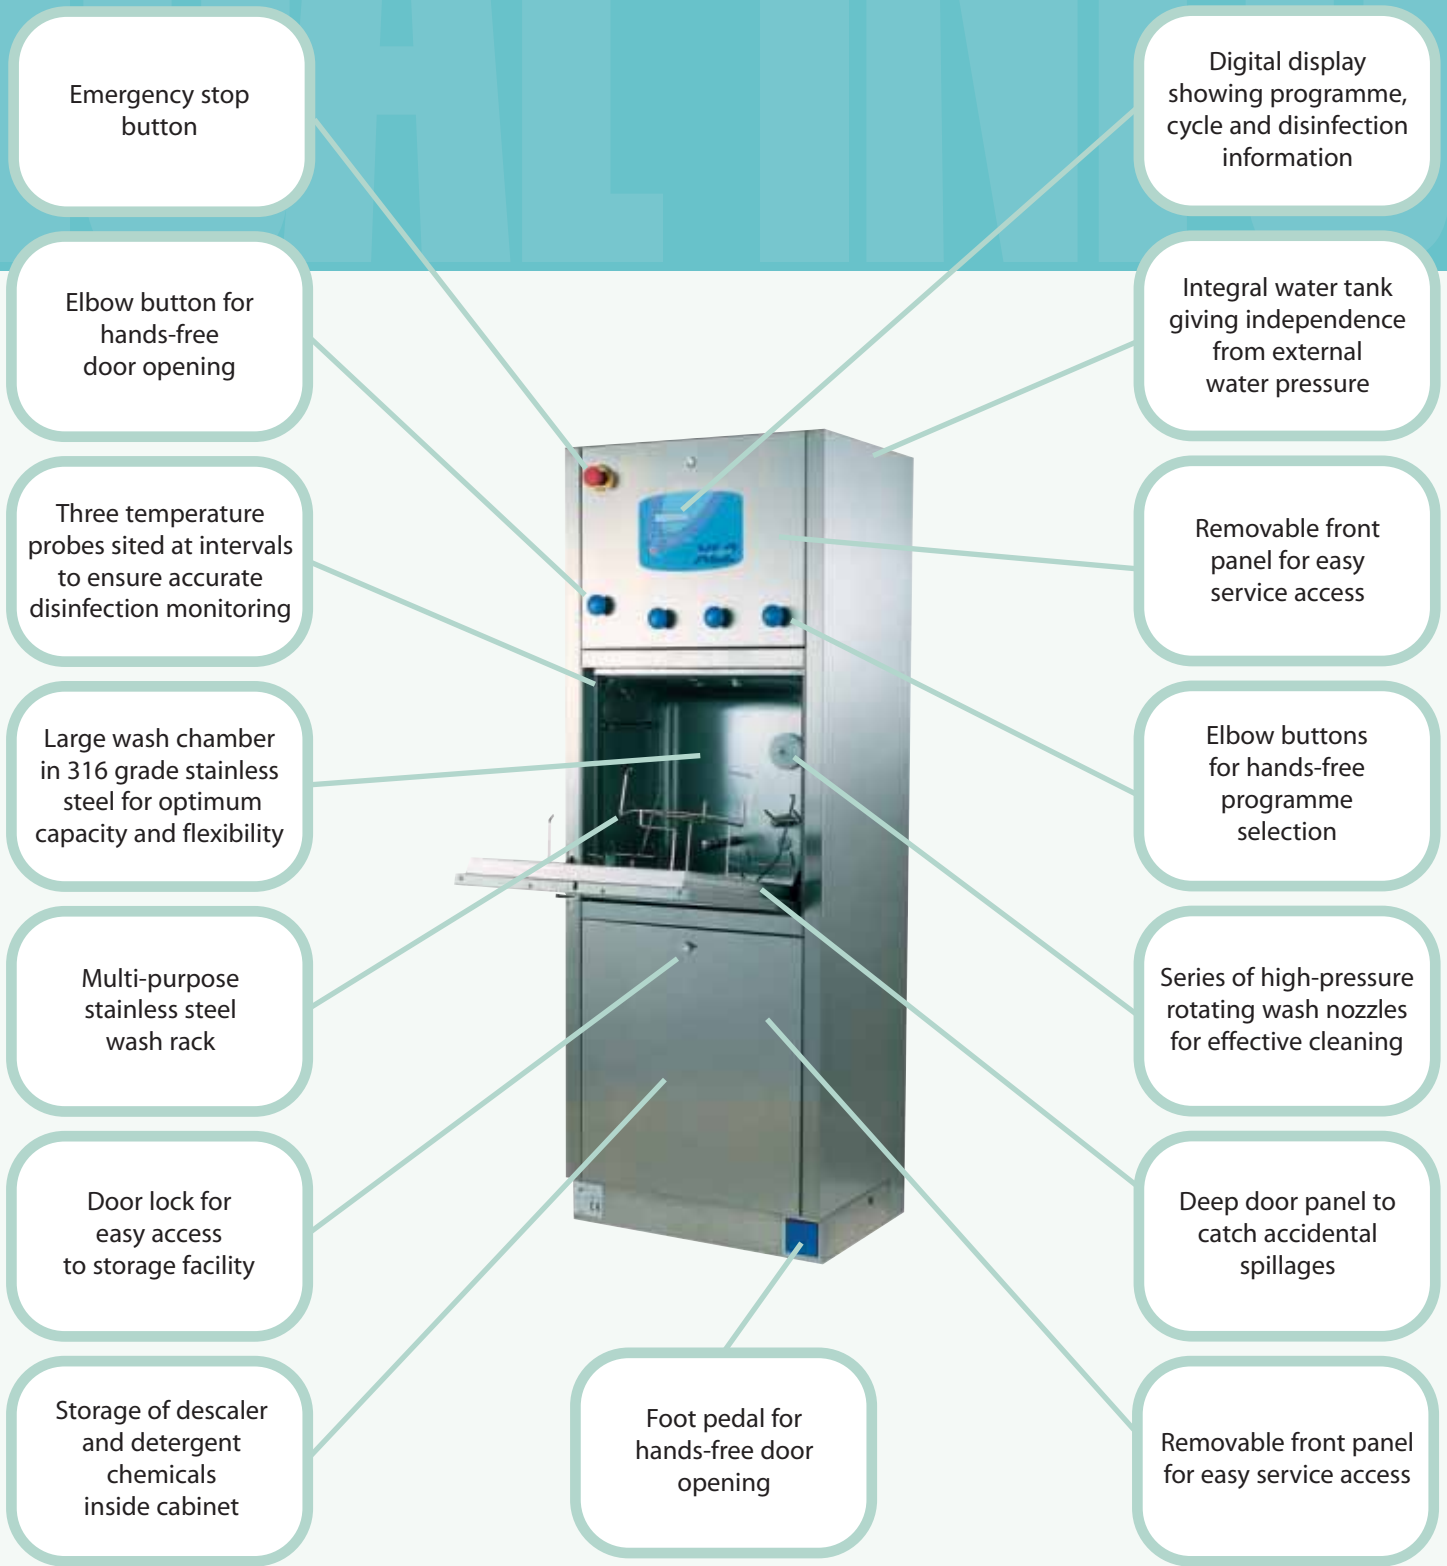 Emergency stop
button
Digital display
showing programme,
cycle and disinfection
information
Elbow button for
hands-free
door opening
Integral water tank
giving independence
from external
water pressure
Three temperature
probes sited at intervals
to ensure accurate
disinfection monitoring
Removable front
panel for easy
service access
Large wash chamber
in 316 grade stainless
steel for optimum
capacity and flexibility
Elbow buttons
for hands-free
programme
selection
Multi-purpose
stainless steel
wash rack
Series of high-pressure
rotating wash nozzles
for effective cleaning
Door lock for
easy access
to storage facility
Deep door panel to
catch accidental
spillages
Storage of descaler
and detergent
chemicals
inside cabinet
Foot pedal for
hands-free door
opening
Removable front panel
for easy service access